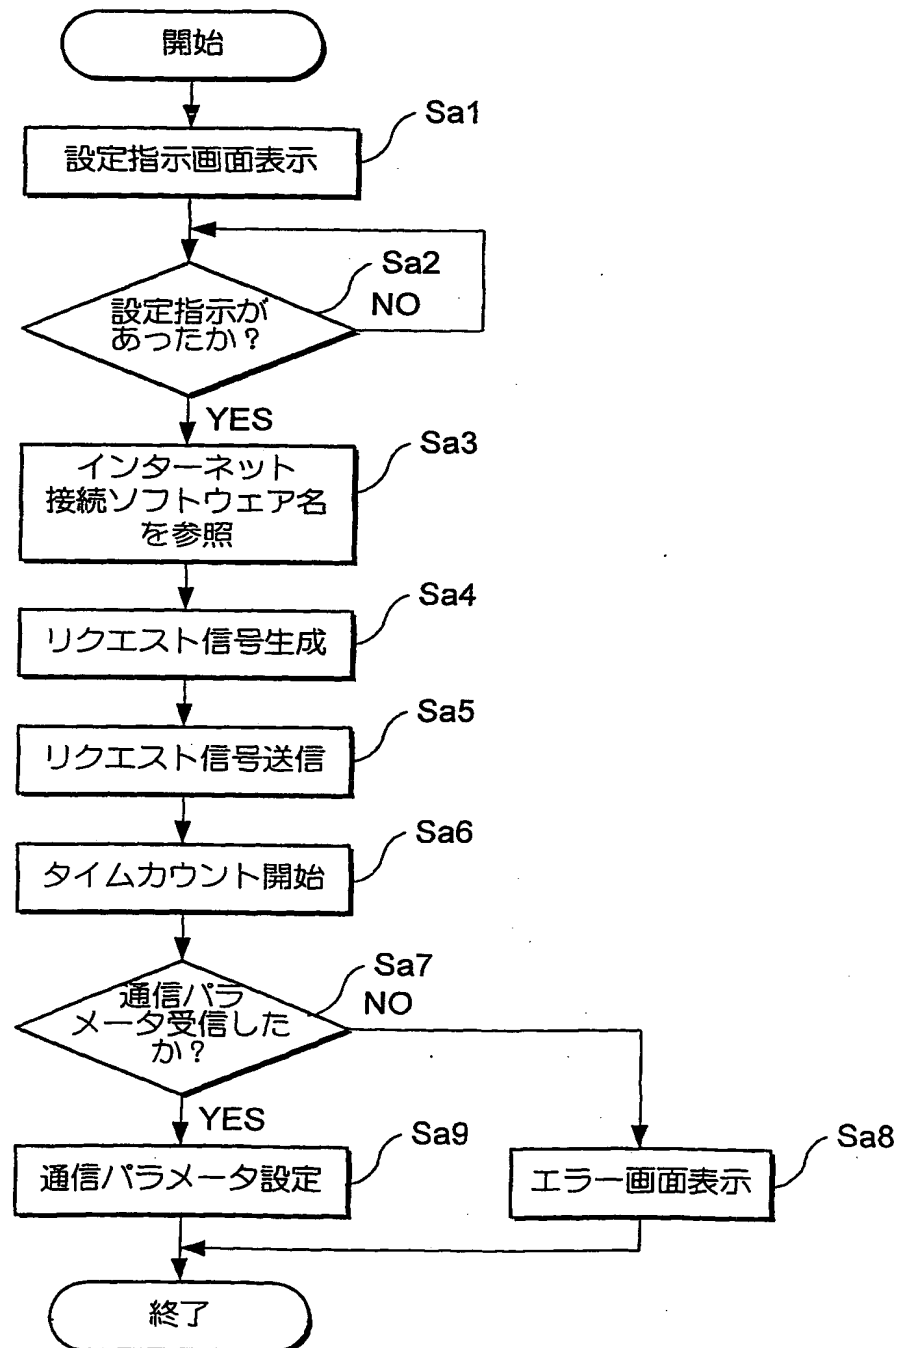 開始
Sa1
設定指示画面表示
Sa2
NO
設定指示が
あったか？
YES
Sa3
インターネット
接続ソフトウェア名
を参照
Sa4
リクエスト信号生成
Sa5
リクエスト信号送信
Sa6
タイムカウント開始
Sa7
NO
通信パラ
メータ受信した
か？
YES
Sa9
通信パラメータ設定
Sa8
エラー画面表示
終了